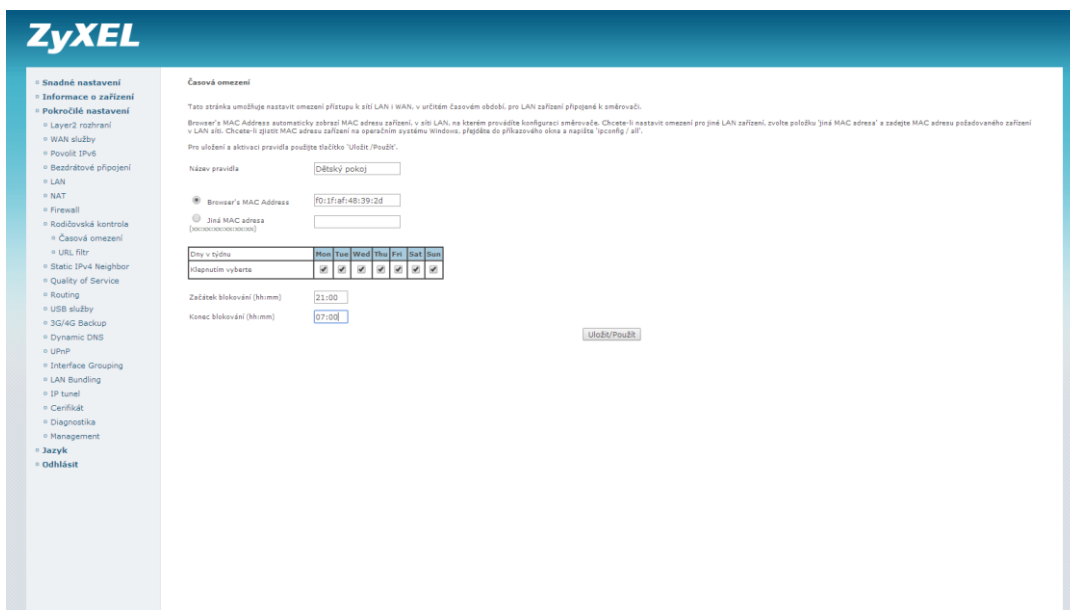 ZyXEL
Snadné nastavení
Informace o zařízení
Pokročilé nastavení
Layer2 rozhraní
WAN služby
Povolit IPv6
Bezdrátové připojení
LAN
NAT
Firewall
Rodičovská kontrola
Časová omezení
URL filtr
Static IPv4 Neighbor
Quality of Service
Routing
USB služby
3G/4G Backup
Dynamic DNS
UPnP
Interface Grouping
LAN Bundling
IP tunel
Cerifikát
Diagnostika
Management
Jazyk
Odhlásit
Časová omezení
Tato stránka umožňuje nastavit omezení přístupu k sítí LAN i WAN, v určitém časovém období, pro LAN zařízení připojené k směrovači.
Browser's MAC Address automaticky zobrazí MAC adresu zařízení, v síti LAN, na kterém provádíte konfiguraci směrovače. Chcete-li nastavit omezení pro jiné LAN zařízení, zvolte položku 'jiná MAC adresa' a zadejte MAC adresu požadovaného zařízení
v LAN síti. Chcete-li zjistit MAC adresu zařízení na operačním systému Windows, přejděte do příkazového okna a napište 'ipconfig / all'.
Pro uložení a aktivaci pravidla použijte tlačítko 'Uložit /Použít'.
Název pravidla Dětský pokoj
Browser's MAC Address f0:1f:af:48:39:2d
Jiná MAC adresa
(xx:xx:xx:xx:xx:xx)
Dny v týdnu Mon Tue Wed Thu Fri Sat Sun
Klepnutím vyberte
Začátek blokování (hh:mm) 21:00
Konec blokování (hh:mm) 07:00
Uložit/Použít